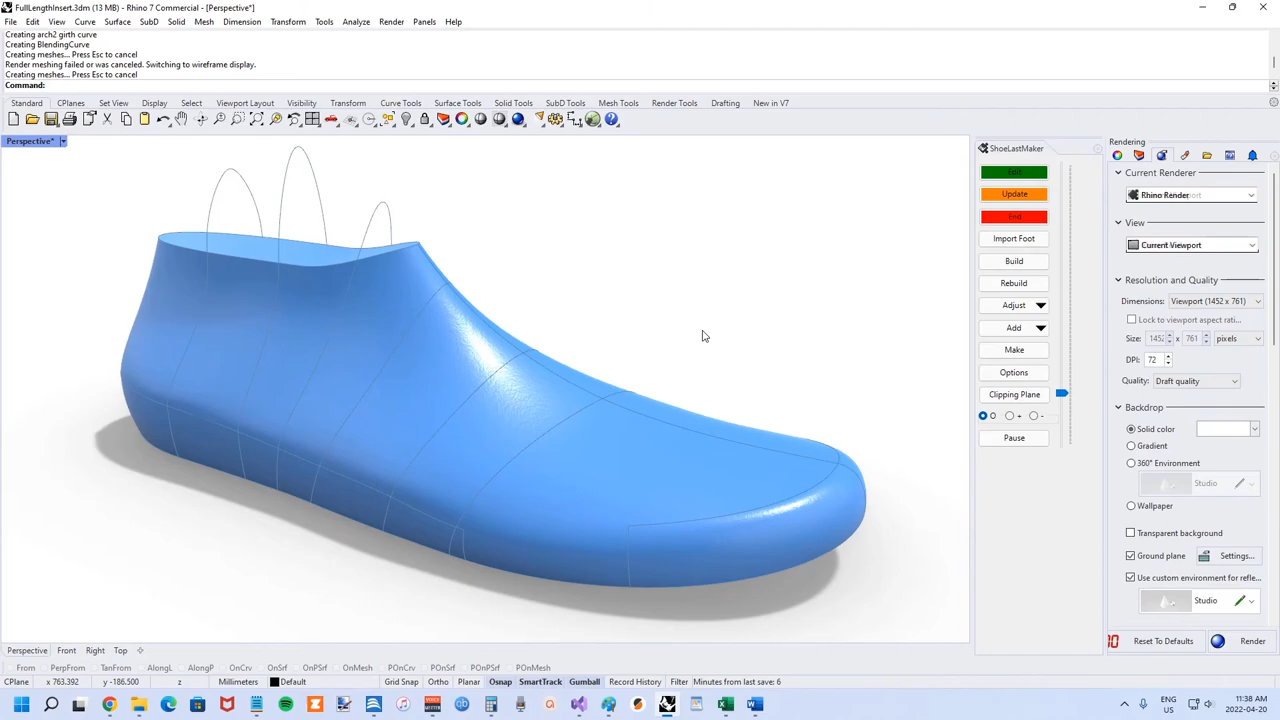 FullLengthInsert.3dm (13 MB) - Rhino 7 Commercial - [Perspective*]
File Edit View Curve Surface SubD Solid Mesh Dimension Transform Tools Analyze Render Panels Help
Creating arch2 girth curve
Creating BlendingCurve
Creating meshes... Press Esc to cancel
Render meshing failed or was canceled. Switching to wireframe display.
Creating meshes... Press Esc to cancel
Command:
Standard CPlanes Set View Display Select Viewport Layout Visibility Transform Curve Tools Surface Tools Solid Tools SubD Tools Mesh Tools Render Tools Drafting New in V7
Perspective*
ShoeLastMaker
Edit
Update
End
Import Foot
Build
Rebuild
Adjust
Add
Make
Options
Clipping Plane
O + -
Pause
Rendering
Current Renderer
Rhino Render
View
Current Viewport
Resolution and Quality
Dimensions: Viewport (1452 x 761)
Lock to viewport aspect rati...
Size: 1452 x 761 pixels
DPI: 72
Quality: Draft quality
Backdrop
Solid color
Gradient
360° Environment
Studio
Wallpaper
Transparent background
Ground plane Settings...
Use custom environment for refle...
Studio
Reset To Defaults Render
Perspective Front Right Top
From PerpFrom TanFrom AlongL AlongP OnCrv OnSrf OnPSrf OnMesh POnCrv POnSrf POnPSrf POnMesh
CPlane x 763.392 y -186.500 z Millimeters Default Grid Snap Ortho Planar Osnap SmartTrack Gumball Record History Filter Minutes from last save: 6
ENG
US
11:38 AM
2022-04-20